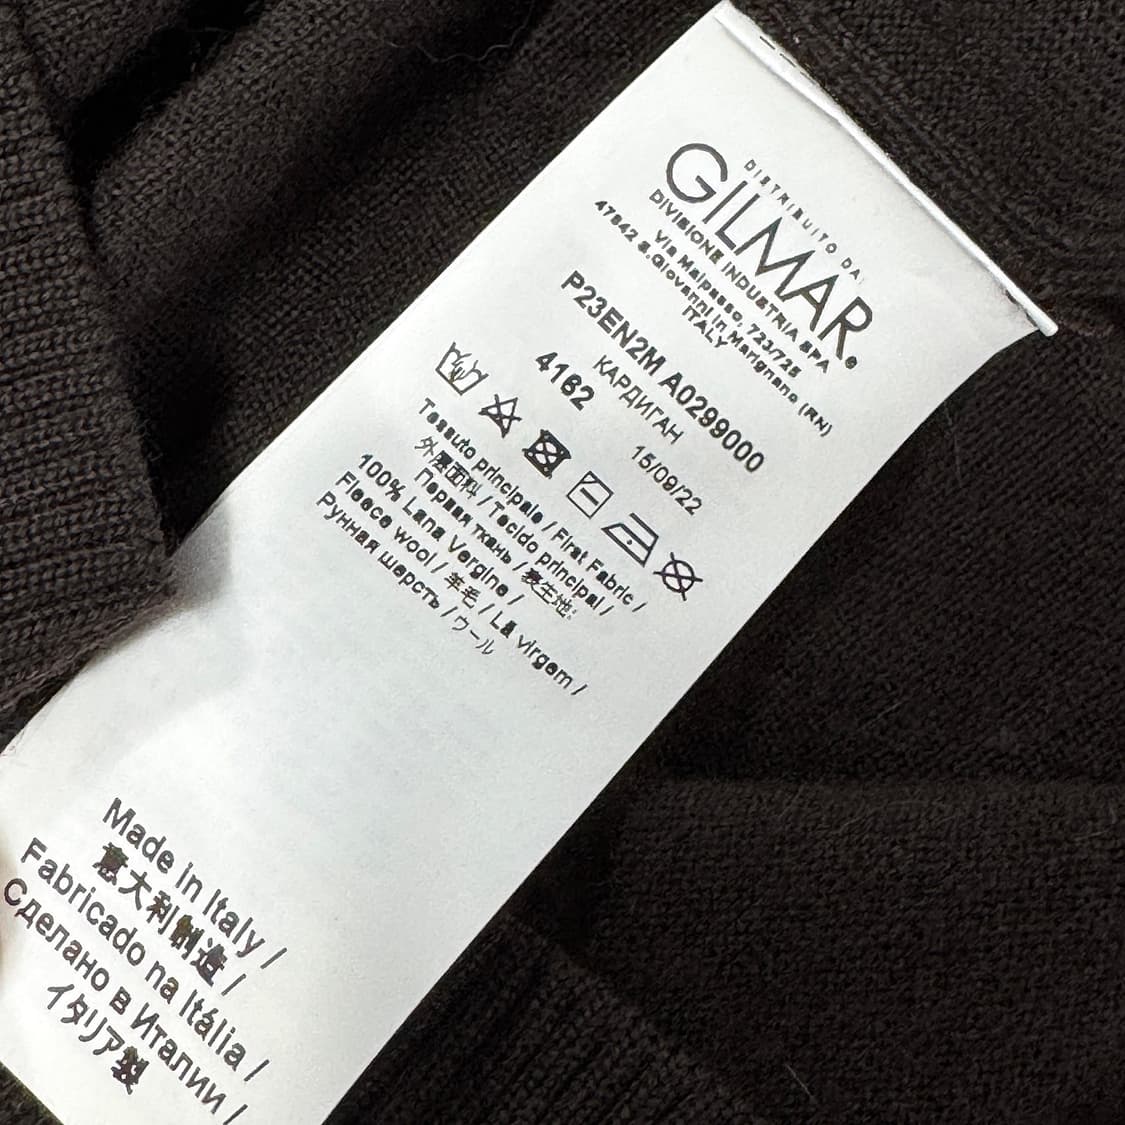 DISTRIBUITO DA:
GILMAR®
DIVISIONE INDUSTRIA SPA
Via Malpasso, 723/725
47842 S.Giovanni in Marignano (RN)
ITALY
P23EN2M A0299000
КАРДИГАН
4162 15/09/22
Tessuto principale / First Fabric /
外層面料 / Tecido principal /
Первая ткань / 表生地:
100% Lana Vergine /
Fleece wool / 羊毛 / Lã virgem /
Рунная шерсть / ウール
Made in Italy /
意大利制造 /
Fabricado na Itália /
Сделано в Италии /
イタリア製